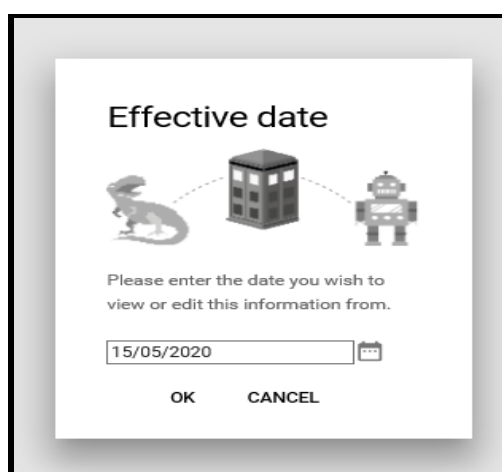 Effective date
Please enter the date you wish to
view or edit this information from.
15/05/2020
OK CANCEL